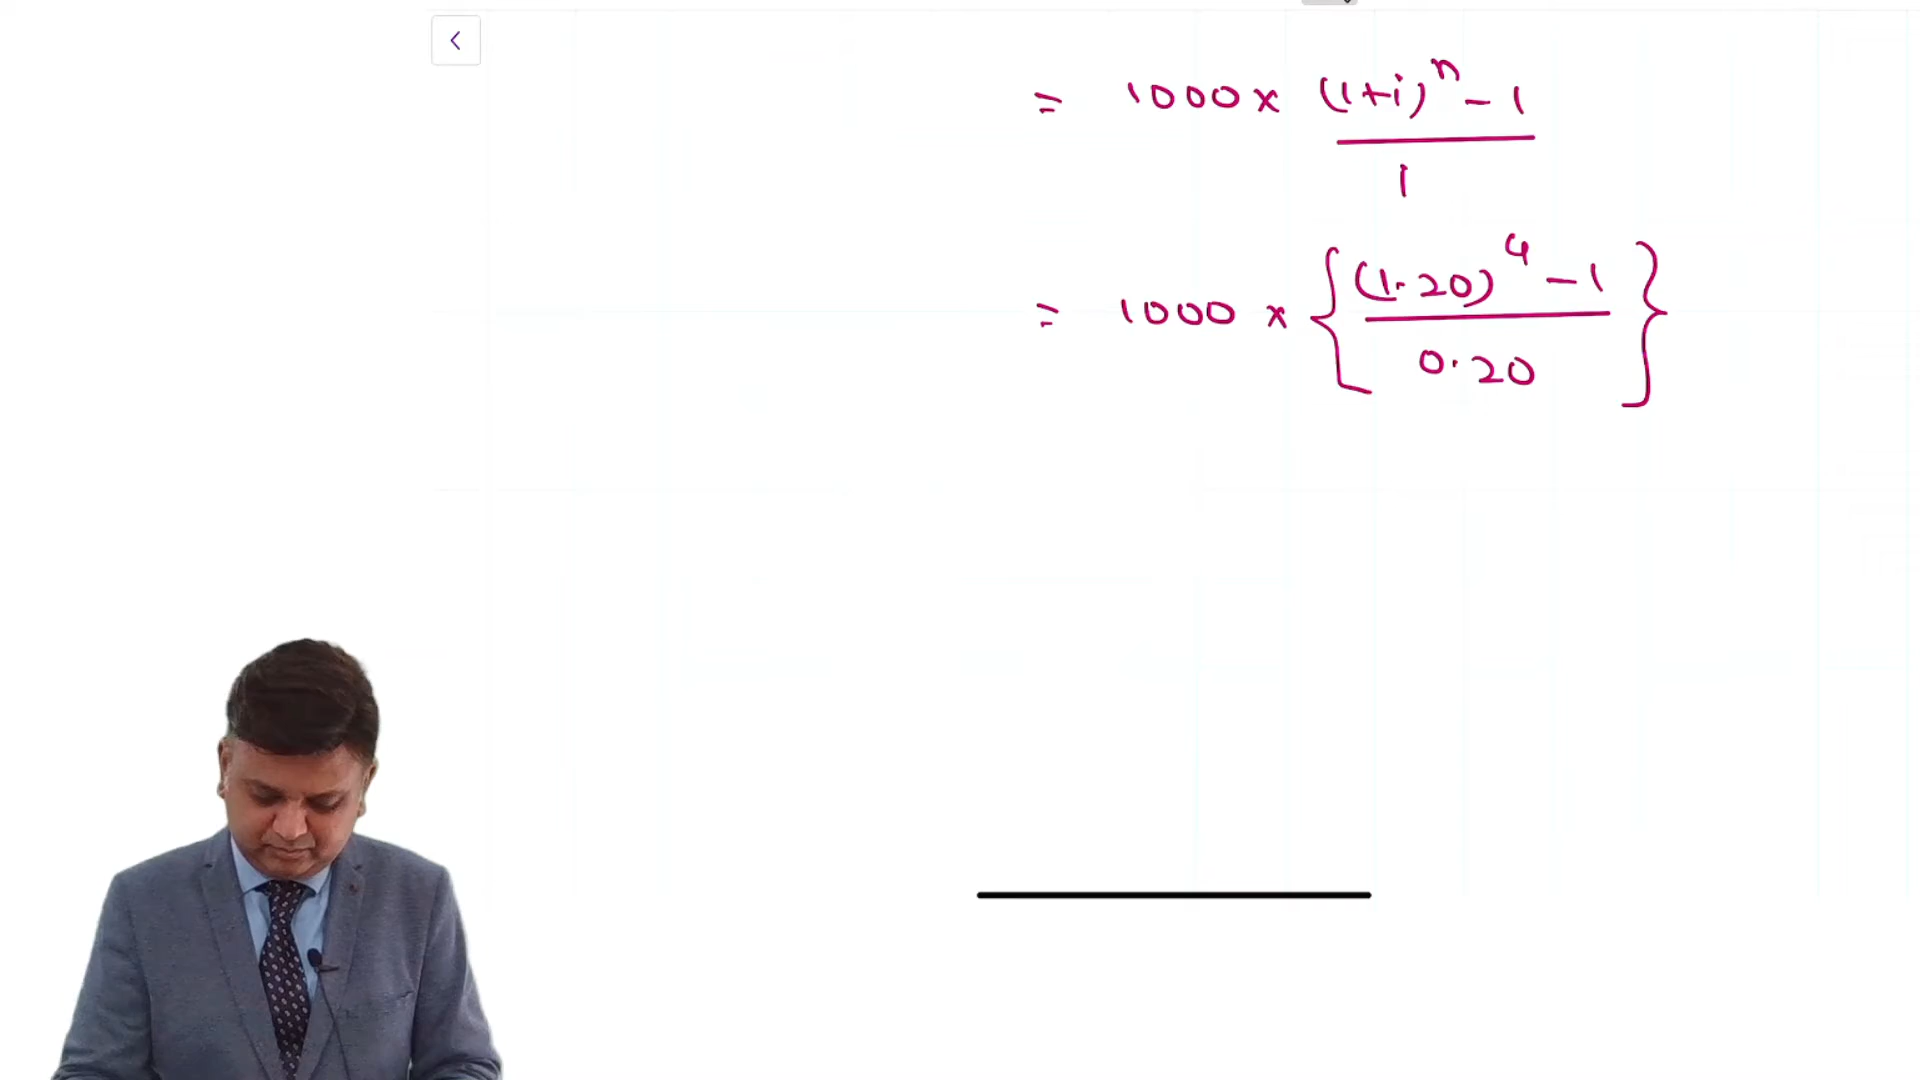 = 1000 × (1+i)^n - 1
i
= 1000 × { (1.20)^4 - 1 }
0.20